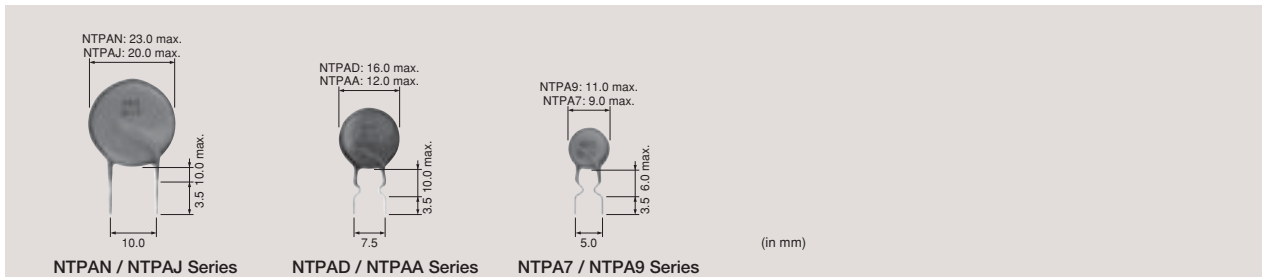 NTPAN: 23.0 max.
NTPAJ: 20.0 max.
10.0 max.
3.5
10.0
NTPAN / NTPAJ Series
NTPAD: 16.0 max.
NTPAA: 12.0 max.
10.0 max.
3.5
7.5
NTPAD / NTPAA Series
NTPA9: 11.0 max.
NTPA7: 9.0 max.
6.0 max.
3.5
5.0
NTPA7 / NTPA9 Series
(in mm)